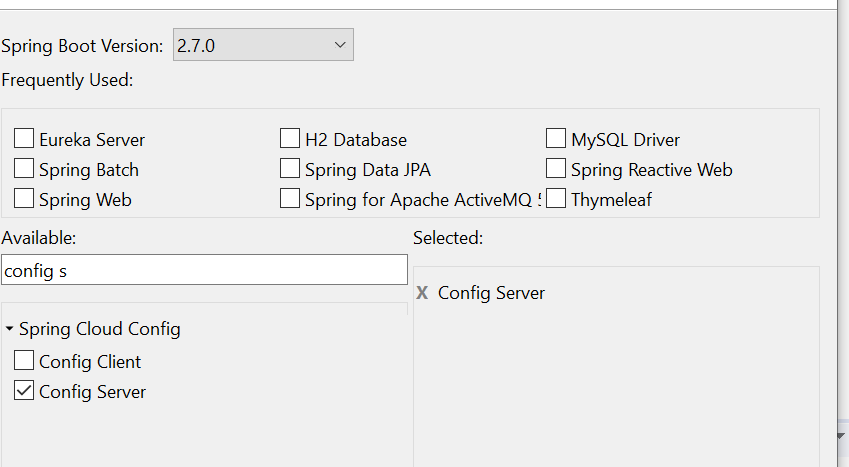 Spring Boot Version: 2.7.0
Frequently Used:
Eureka Server H2 Database MySQL Driver
Spring Batch Spring Data JPA Spring Reactive Web
Spring Web Spring for Apache ActiveMQ 5 Thymeleaf
Available: Selected:
config s
X Config Server
Spring Cloud Config
Config Client
Config Server